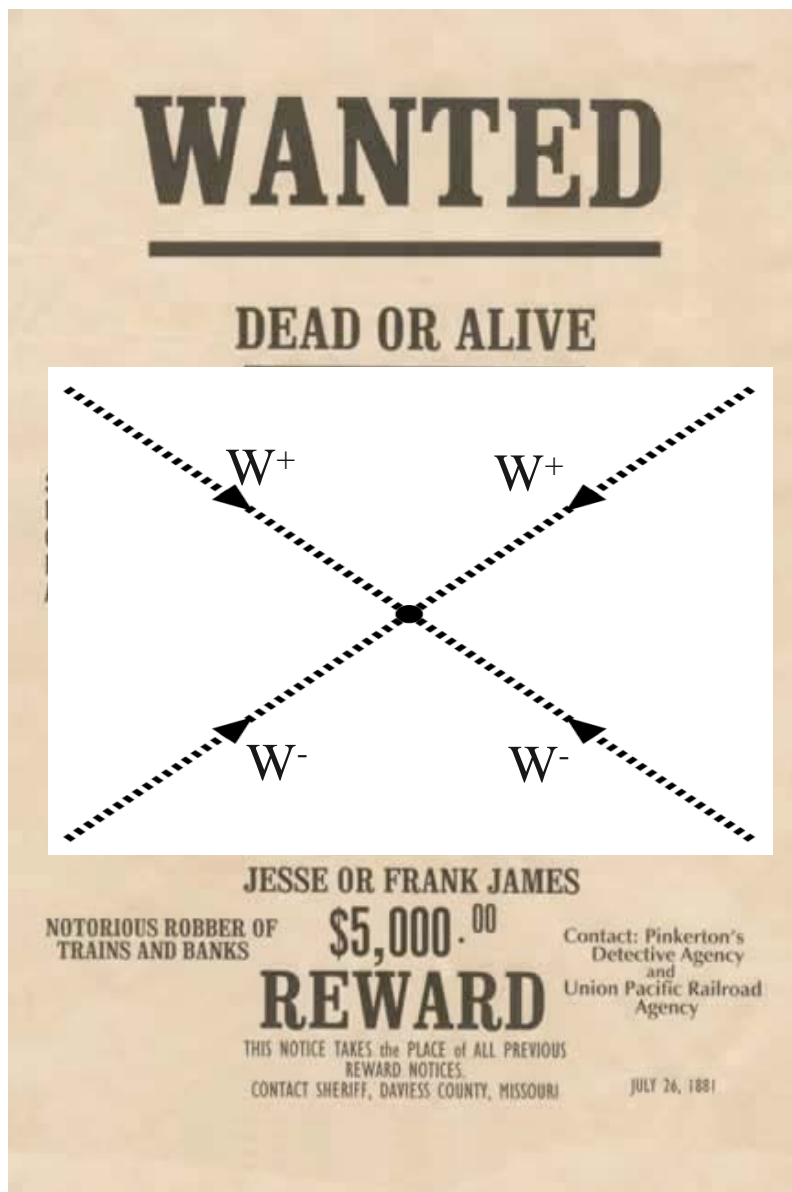 WANTED
DEAD OR ALIVE
W+ W+
W- W-
JESSE OR FRANK JAMES
NOTORIOUS ROBBER OF
TRAINS AND BANKS
$5,000.00
REWARD
THIS NOTICE TAKES the PLACE of ALL PREVIOUS
REWARD NOTICES.
CONTACT SHERIFF, DAVIESS COUNTY, MISSOURI
Contact: Pinkerton's
Detective Agency
and
Union Pacific Railroad
Agency
JULY 26, 1881